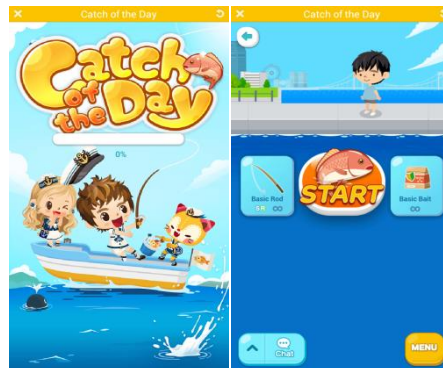 Catch of the Day
Catch
of
the Day
0%
Catch of the Day
START
Basic Rod
Basic Bait
Chat
MENU